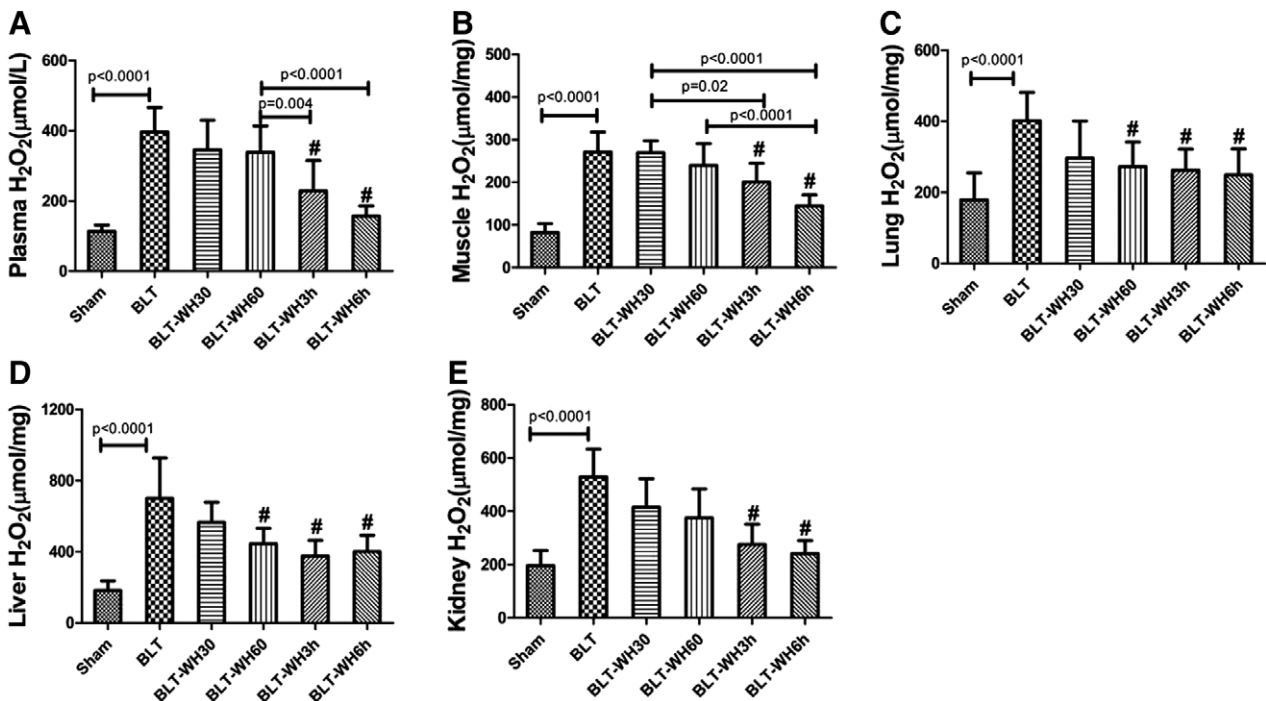 A
Plasma H2O2(μmol/L)
600
400
200
0
p<0.0001
p<0.0001
p=0.004
#
#
Sham
BLT
BLT-WH30
BLT-WH60
BLT-WH3h
BLT-WH6h
B
Muscle H2O2(μmol/mg)
500
400
300
200
100
0
p<0.0001
p<0.0001
p=0.02
p<0.0001
#
#
Sham
BLT
BLT-WH30
BLT-WH60
BLT-WH3h
BLT-WH6h
C
Lung H2O2(μmol/mg)
600
400
200
0
p<0.0001
#
#
#
Sham
BLT
BLT-WH30
BLT-WH60
BLT-WH3h
BLT-WH6h
D
Liver H2O2(μmol/mg)
1200
800
400
0
p<0.0001
#
#
#
Sham
BLT
BLT-WH30
BLT-WH60
BLT-WH3h
BLT-WH6h
E
Kidney H2O2(μmol/mg)
800
600
400
200
0
p<0.0001
#
#
Sham
BLT
BLT-WH30
BLT-WH60
BLT-WH3h
BLT-WH6h